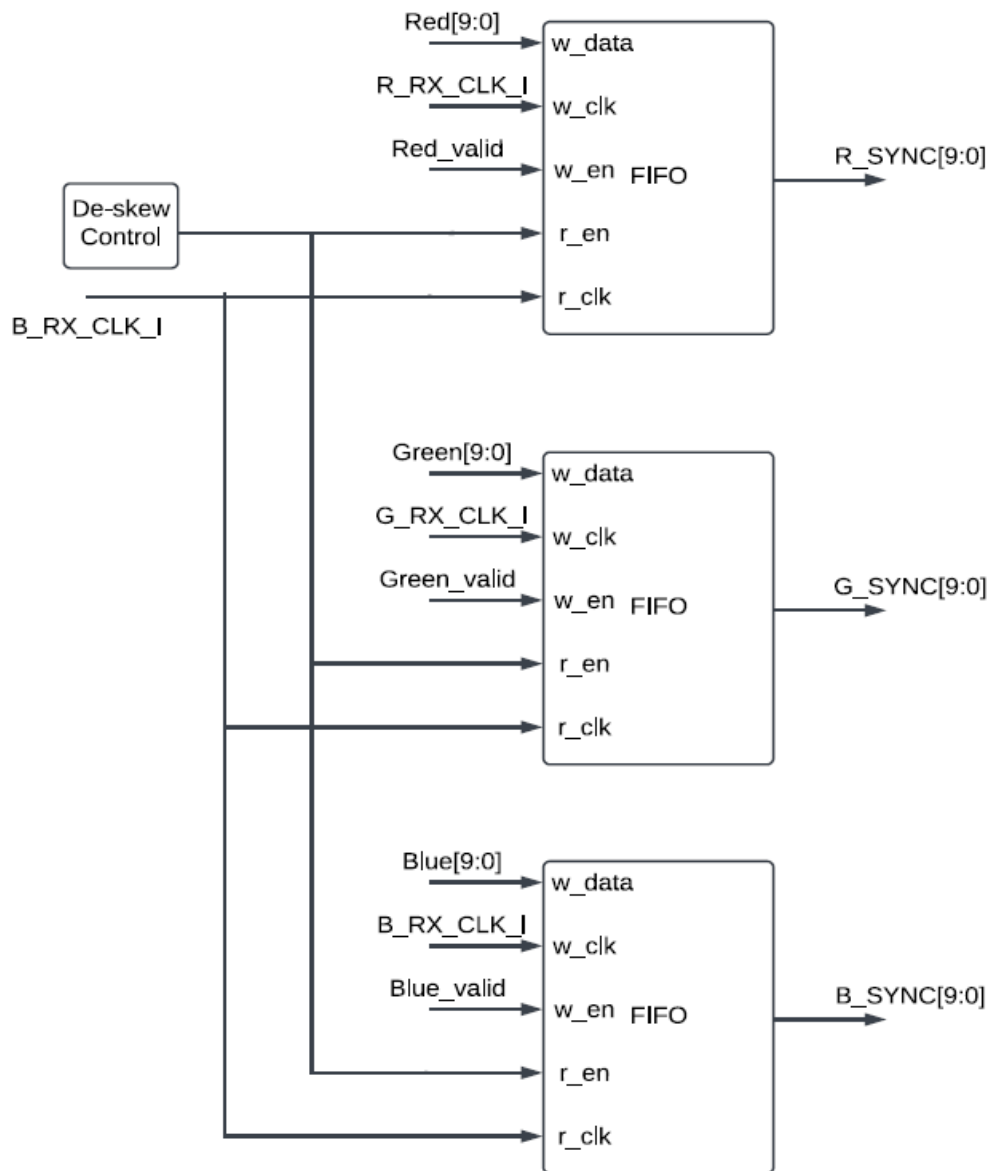 Red[9:0]
w_data
R_RX_CLK_I
w_clk
Red_valid
w_en
FIFO
R_SYNC[9:0]
De-skew
Control
r_en
r_clk
B_RX_CLK_I
Green[9:0]
w_data
G_RX_CLK_I
w_clk
Green_valid
w_en
FIFO
G_SYNC[9:0]
r_en
r_clk
Blue[9:0]
w_data
B_RX_CLK_I
w_clk
Blue_valid
w_en
FIFO
B_SYNC[9:0]
r_en
r_clk